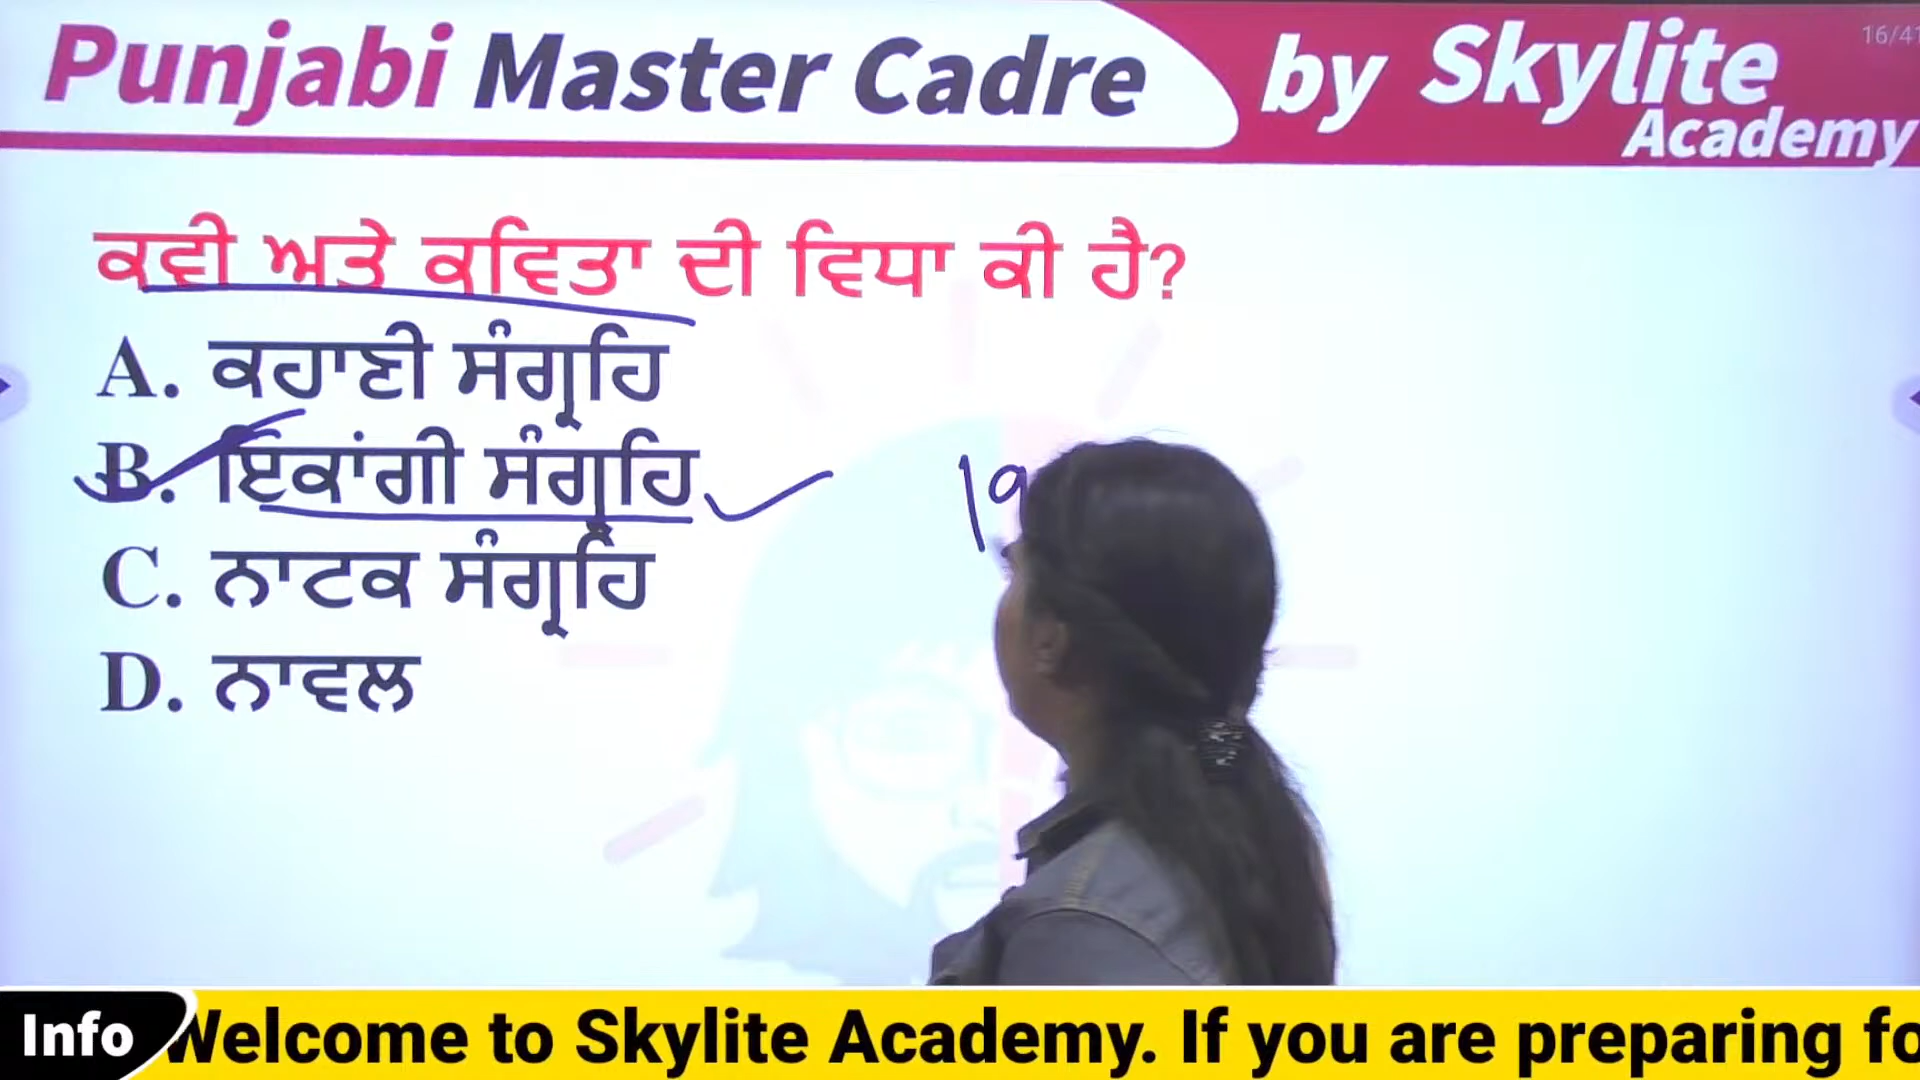 Punjabi Master Cadre by Skylite
Academy
16/41
ਕਵੀ ਅਤੇ ਕਵਿਤਾ ਦੀ ਵਿਧਾ ਕੀ ਹੈ?
A. ਕਹਾਣੀ ਸੰਗ੍ਰਹਿ
B. ਇਕਾਂਗੀ ਸੰਗ੍ਰਹਿ
19
C. ਨਾਟਕ ਸੰਗ੍ਰਹਿ
D. ਨਾਵਲ
Info Welcome to Skylite Academy. If you are preparing fo